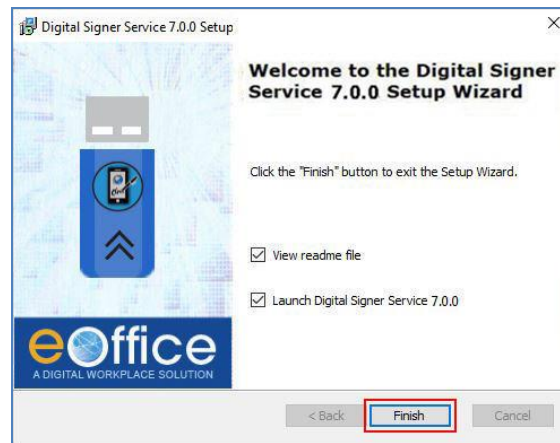 Digital Signer Service 7.0.0 Setup
Welcome to the Digital Signer
Service 7.0.0 Setup Wizard
Click the "Finish" button to exit the Setup Wizard.
View readme file
Launch Digital Signer Service 7.0.0
eOffice
A DIGITAL WORKPLACE SOLUTION
< Back Finish Cancel